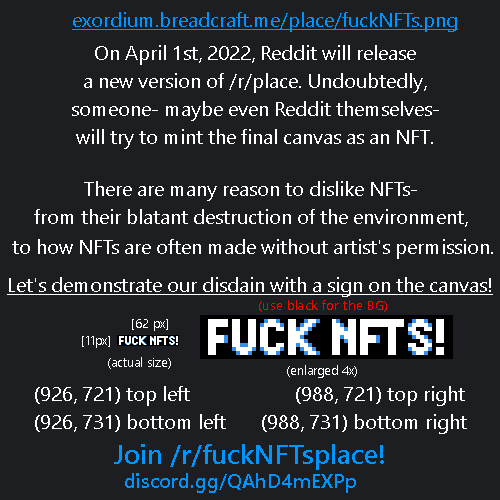 exordium.breadcraft.me/place/fuckNFTs.png
On April 1st, 2022, Reddit will release
a new version of /r/place. Undoubtedly,
someone- maybe even Reddit themselves-
will try to mint the final canvas as an NFT.
There are many reason to dislike NFTs-
from their blatant destruction of the environment,
to how NFTs are often made without artist's permission.
Let's demonstrate our disdain with a sign on the canvas!
(use black for the BG)
[62 px]
[11px] FUCK NFTS! FUCK NFTS!
(actual size) (enlarged 4x)
(926, 721) top left (988, 721) top right
(926, 731) bottom left (988, 731) bottom right
Join /r/fuckNFTsplace!
discord.gg/QAhD4mEXPp